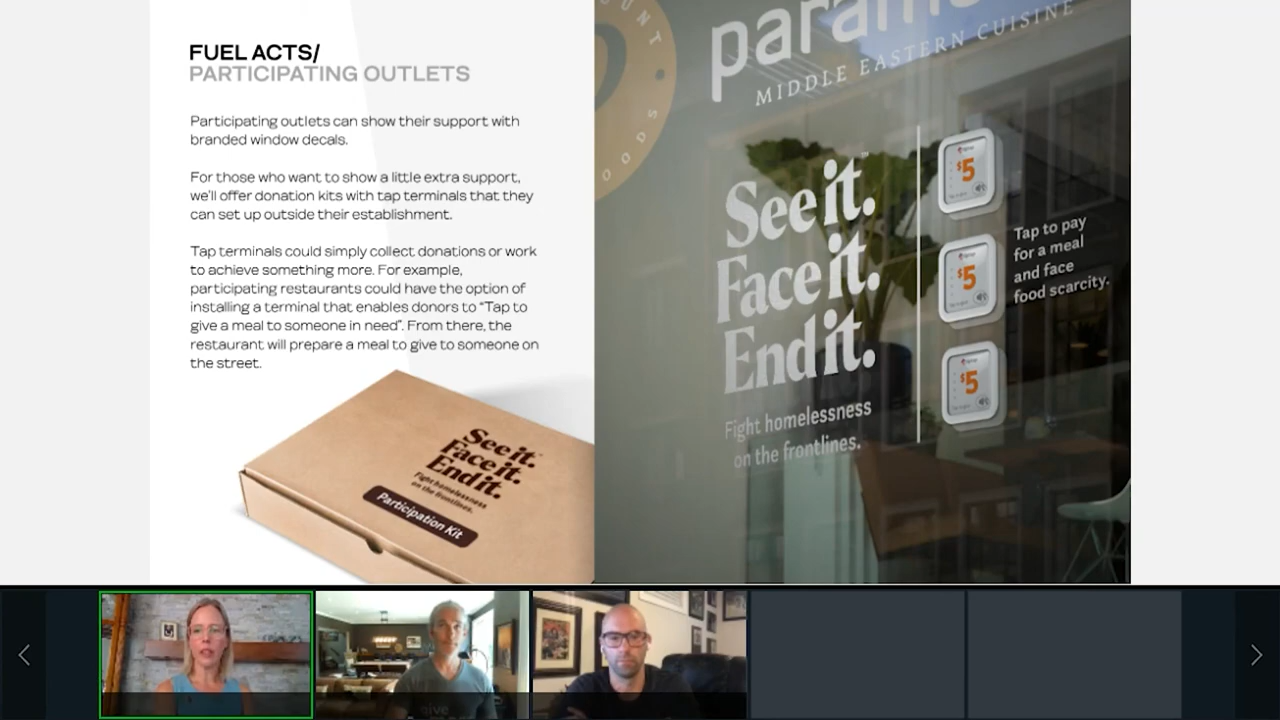 FUEL ACTS/
PARTICIPATING OUTLETS
Participating outlets can show their support with
branded window decals.
For those who want to show a little extra support,
we'll offer donation kits with tap terminals that they
can set up outside their establishment.
Tap terminals could simply collect donations or work
to achieve something more. For example,
participating restaurants could have the option of
installing a terminal that enables donors to “Tap to
give a meal to someone in need”. From there, the
restaurant will prepare a meal to give to someone on
the street.
See it.
Face it.
End it.
Fight homelessness
on the frontlines.
Participation Kit
OUNT
OODS
MIDDLE EASTERN CUISINE
See it.
Face it.
End it.
Fight homelessness
on the frontlines.
$5
$5
$5
Tap to pay
for a meal
and face
food scarcity.